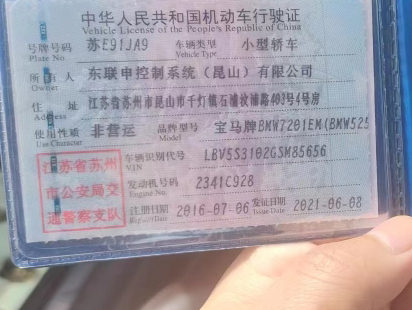 中华人民共和国机动车行驶证
Vehicle License of the People's Republic of China
号牌号码 苏E91JA9 车辆类型 小型轿车
Plate No. Vehicle Type
所有人 东联申控制系统(昆山)有限公司
Owner
住址 江苏省苏州市昆山市千灯镇石浦汶浦路403号4号房
Address
使用性质 非营运 品牌型号 宝马牌BMW7201EM(BMW525
Use Character
车辆识别代号 LBV5S3102GSM85656
VIN
发动机号码 2341C928
Engine No.
注册日期 2016-07-06 发证日期 2021-06-08
Register Date Issue Date
江苏省苏州
市公安局交
通警察支队